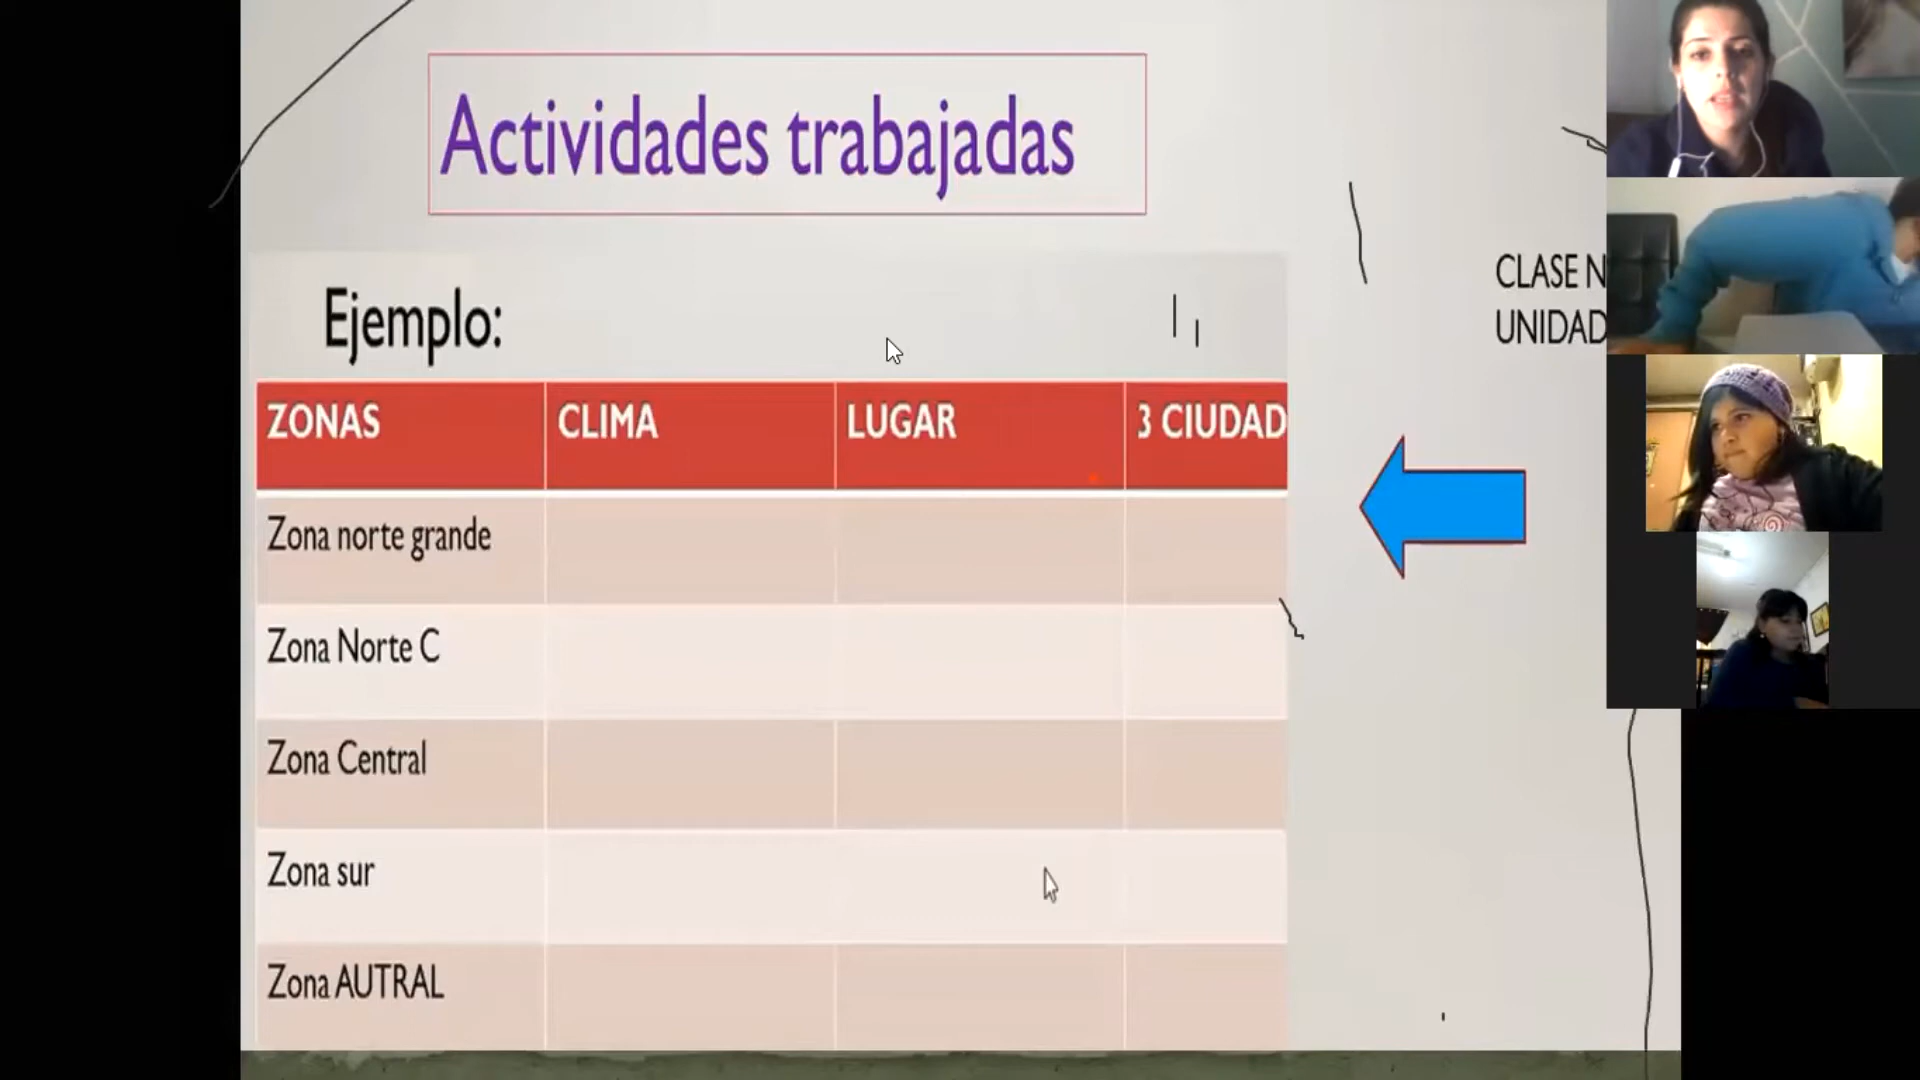 Actividades trabajadas
Ejemplo:
CLASE N
UNIDAD
ZONAS CLIMA LUGAR 3 CIUDAD
Zona norte grande
Zona Norte C
Zona Central
Zona sur
Zona AUTRAL